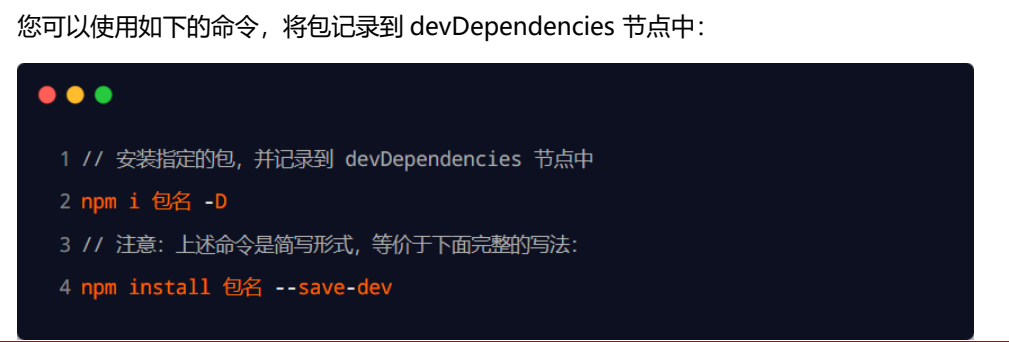 您可以使用如下的命令，将包记录到 devDependencies 节点中：
1 // 安装指定的包，并记录到 devDependencies 节点中
2 npm i 包名 -D
3 // 注意：上述命令是简写形式，等价于下面完整的写法：
4 npm install 包名 --save-dev